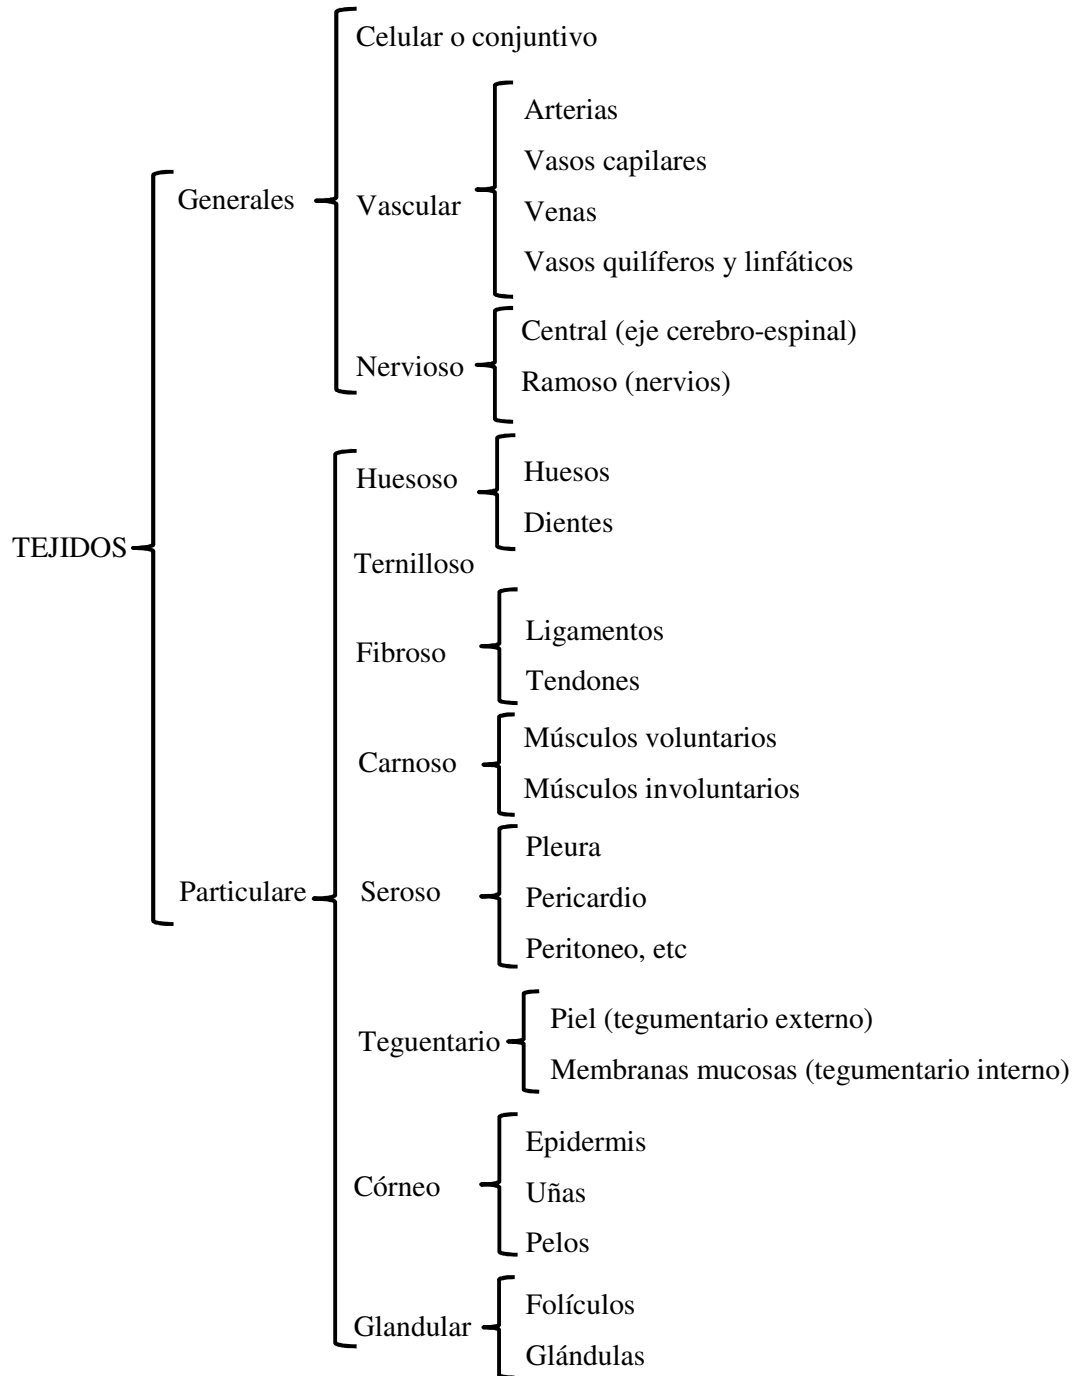 TEJIDOS
Generales
Celular o conjuntivo
Vascular
Arterias
Vasos capilares
Venas
Vasos quilíferos y linfáticos
Nervioso
Central (eje cerebro-espinal)
Ramoso (nervios)
Particulare
Huesoso
Huesos
Dientes
Ternilloso
Fibroso
Ligamentos
Tendones
Carnoso
Músculos voluntarios
Músculos involuntarios
Seroso
Pleura
Pericardio
Peritoneo, etc
Teguentario
Piel (tegumentario externo)
Membranas mucosas (tegumentario interno)
Córneo
Epidermis
Uñas
Pelos
Glandular
Folículos
Glándulas